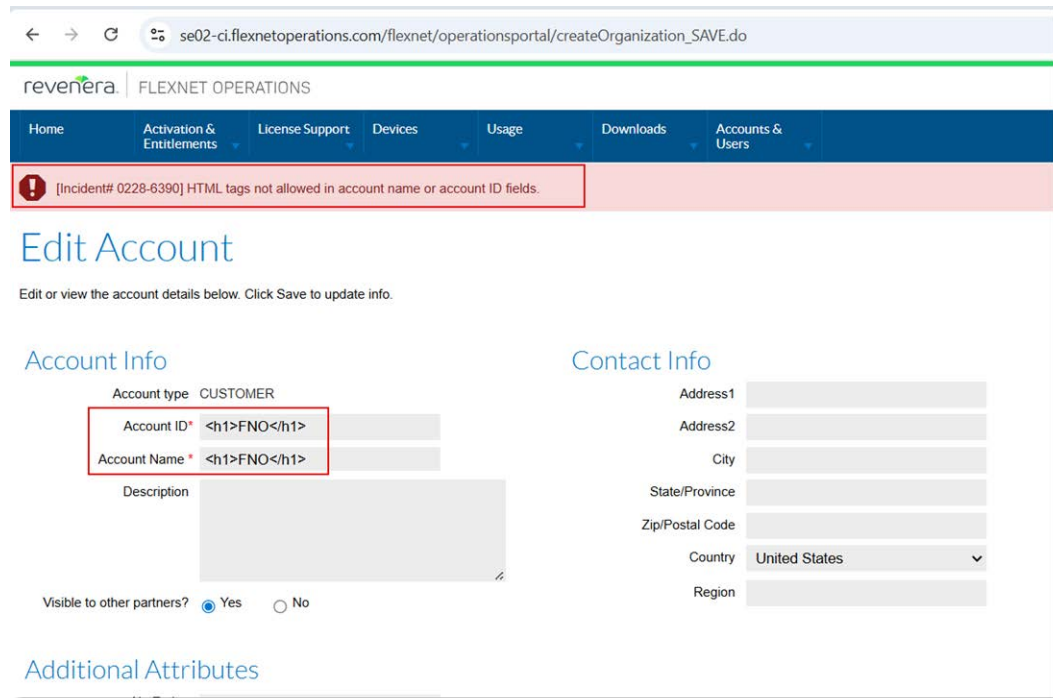 se02-ci.flexnetoperations.com/flexnet/operationsportal/createOrganization_SAVE.do
revenera. FLEXNET OPERATIONS
Home Activation & Entitlements License Support Devices Usage Downloads Accounts & Users
[Incident# 0228-6390] HTML tags not allowed in account name or account ID fields.
Edit Account
Edit or view the account details below. Click Save to update info.
Account Info
Account type CUSTOMER
Account ID* <h1>FNO</h1>
Account Name * <h1>FNO</h1>
Description
Visible to other partners? Yes No
Contact Info
Address1
Address2
City
State/Province
Zip/Postal Code
Country United States
Region
Additional Attributes